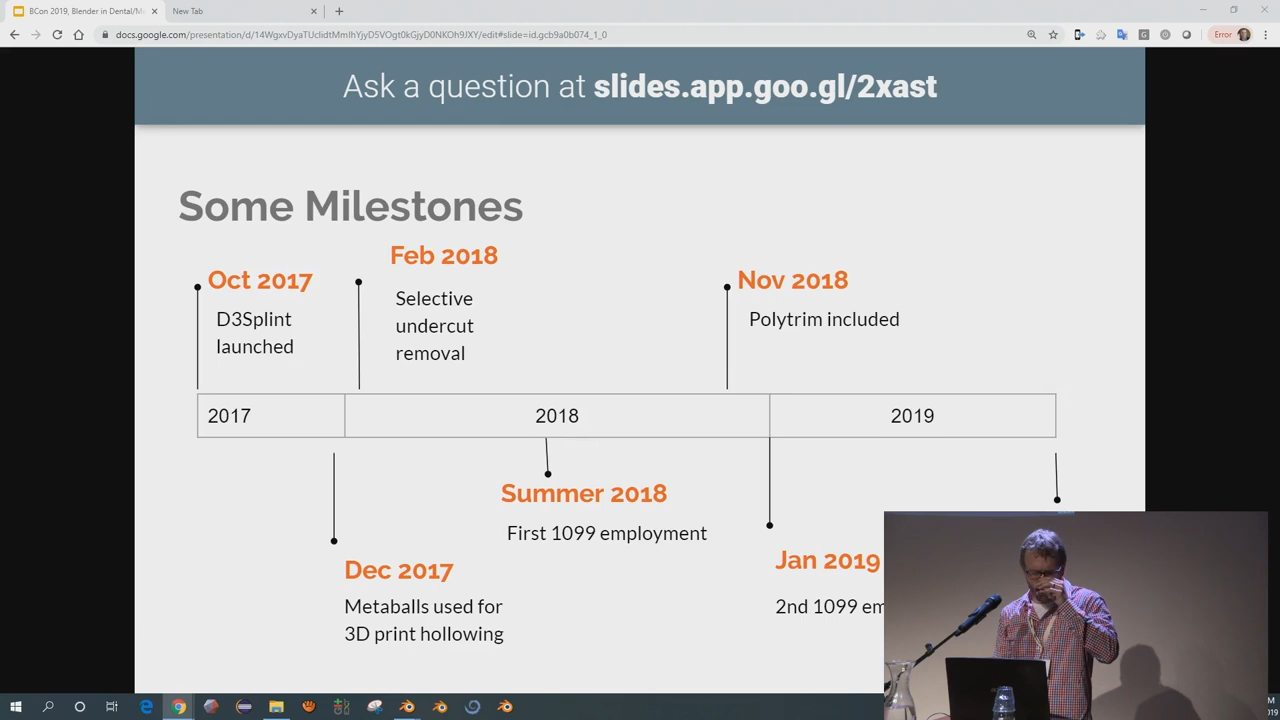 BCon 2019, Blender in Dental/M
New Tab
docs.google.com/presentation/d/14WgxvDyaTUclidtMmIhYjyD5VOgt0kGjyD0NKOh9JXY/edit#slide=id.gcb9a0b074_1_0
Error
Ask a question at slides.app.goo.gl/2xast
Some Milestones
Feb 2018
Oct 2017
Nov 2018
Selective
undercut
removal
D3Splint
launched
Polytrim included
2017
2018
2019
Summer 2018
First 1099 employment
Dec 2017
Jan 2019
Metaballs used for
3D print hollowing
2nd 1099 em